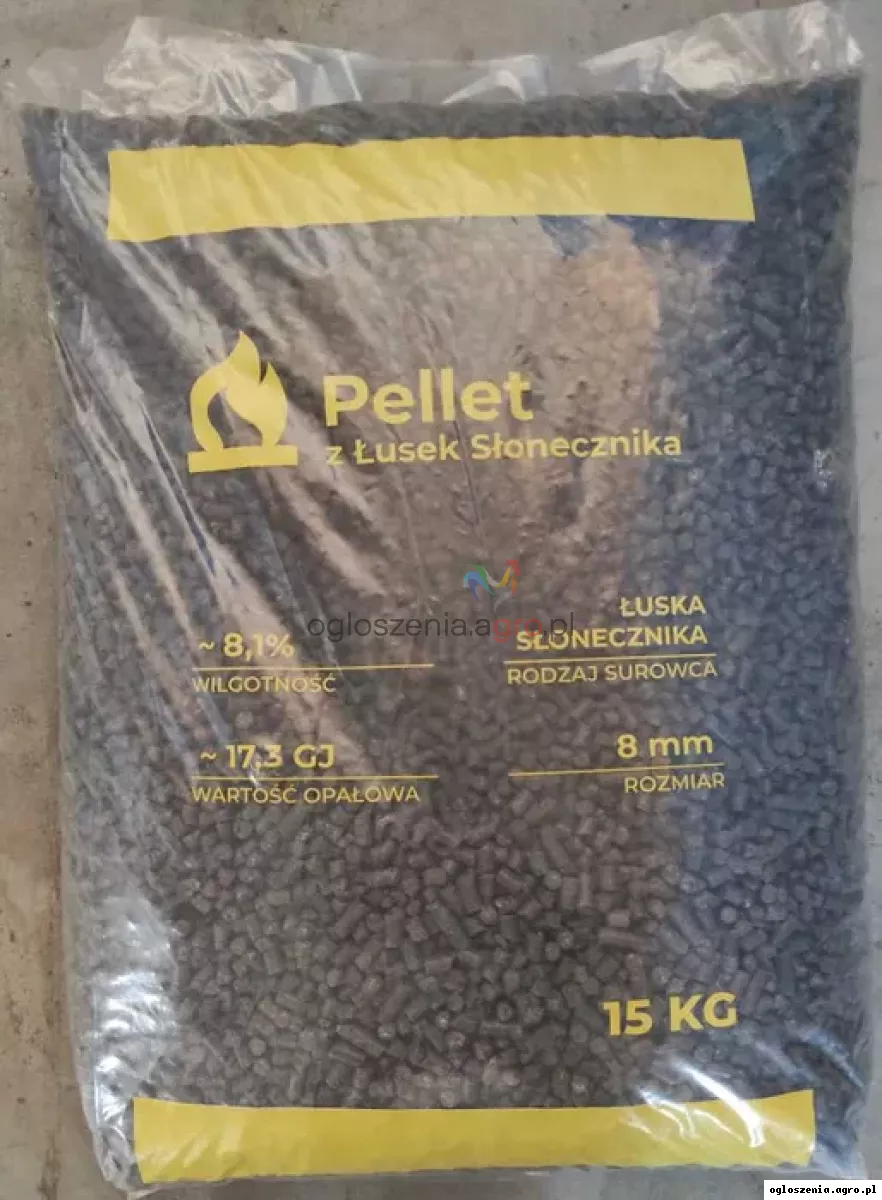 Pellet
z Łusek Słonecznika
ogloszenia.agro.pl
~ 8,1%
WILGOTNOŚĆ
ŁUSKA
SŁONECZNIKA
RODZAJ SUROWCA
~ 17,3 GJ
WARTOŚĆ OPAŁOWA
8 mm
ROZMIAR
15 KG
ogloszenia.agro.pl